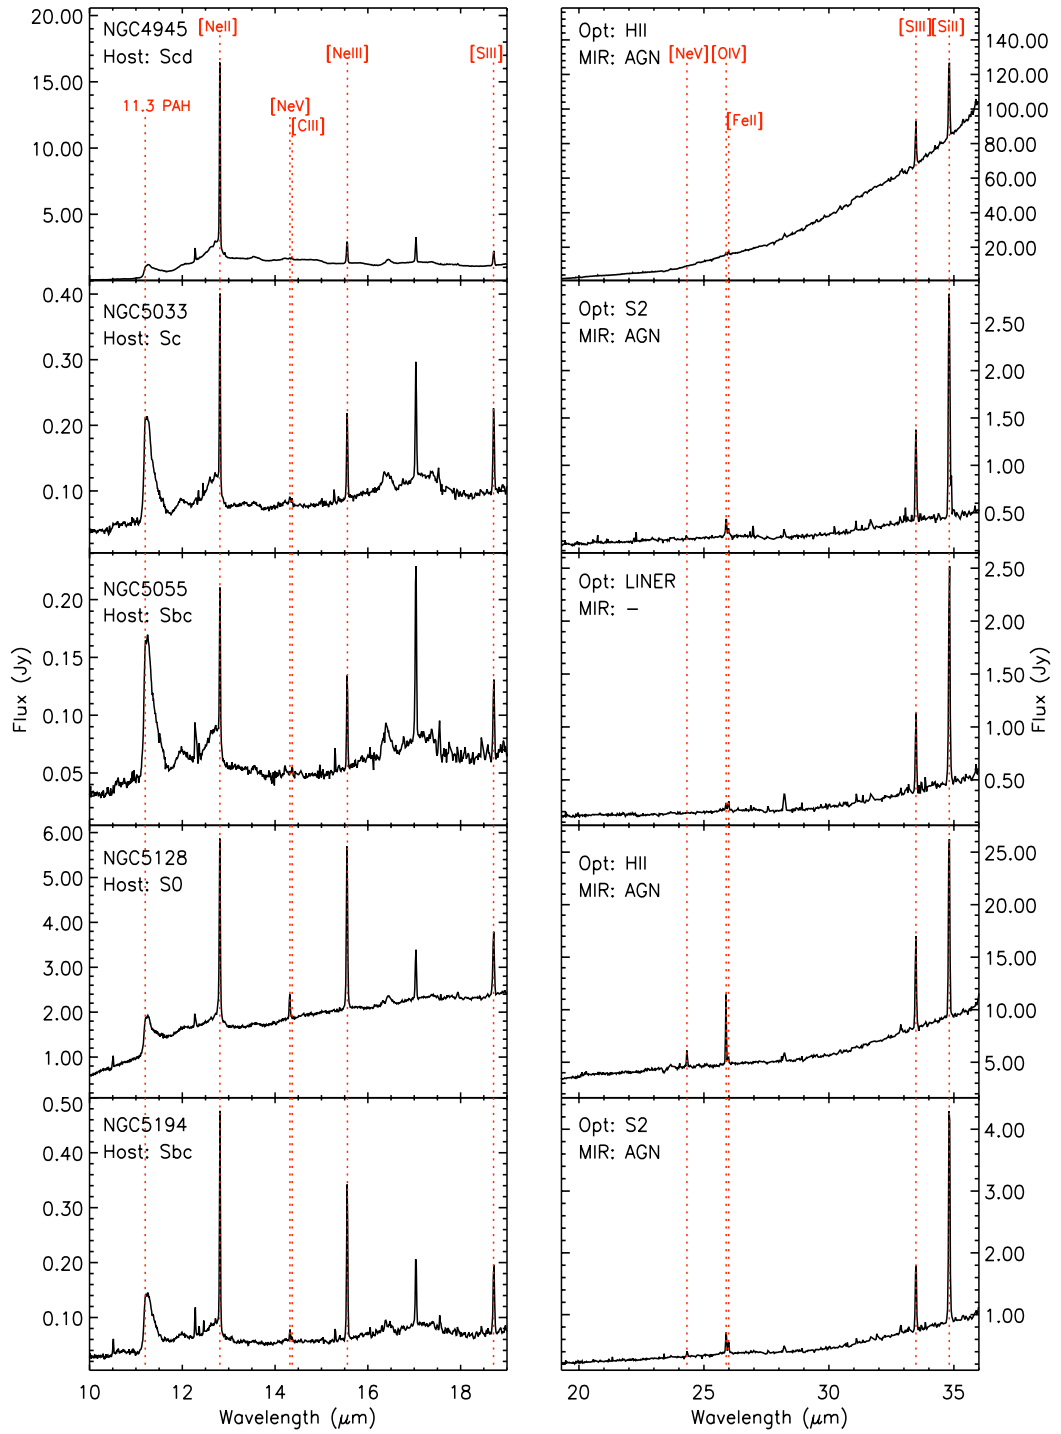 20.00
15.00
10.00
5.00
NGC4945
Host: Scd
[NeII]
[NeIII]
[SIII]
11.3 PAH
[NeV]
[CIII]
Opt: HII
MIR: AGN
[NeV]
[OIV]
[FeII]
[SIII]
[SiII]
140.00
120.00
100.00
80.00
60.00
40.00
20.00
0.40
0.30
0.20
0.10
NGC5033
Host: Sc
Opt: S2
MIR: AGN
2.50
2.00
1.50
1.00
0.50
0.20
0.15
0.10
0.05
NGC5055
Host: Sbc
Opt: LINER
MIR: –
2.50
2.00
1.50
1.00
0.50
Flux (Jy)
Flux (Jy)
6.00
5.00
4.00
3.00
2.00
1.00
NGC5128
Host: S0
Opt: HII
MIR: AGN
25.00
20.00
15.00
10.00
5.00
0.50
0.40
0.30
0.20
0.10
NGC5194
Host: Sbc
Opt: S2
MIR: AGN
4.00
3.00
2.00
1.00
10 12 14 16 18
Wavelength (μm)
20 25 30 35
Wavelength (μm)